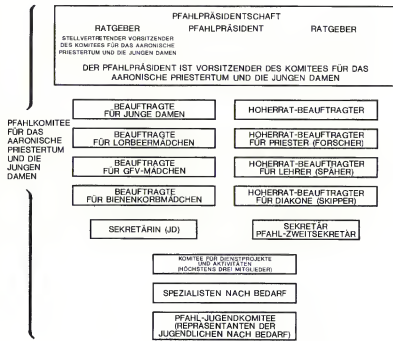 PFAHLPRÄSIDENTSCHAFT
RATGEBER PFAHLPRÄSIDENT RATGEBER
STELLVERTRETENDER VORSITZENDER
DES KOMITEES FÜR DAS AARONISCHE
PRIESTERTUM UND DIE JUNGEN DAMEN
DER PFAHLPRÄSIDENT IST VORSITZENDER DES KOMITEES FÜR DAS
AARONISCHE PRIESTERTUM UND DIE JUNGEN DAMEN
PFAHLKOMITEE
FÜR DAS
AARONISCHE
PRIESTERTUM
UND DIE
JUNGEN
DAMEN
BEAUFTRAGTE
FÜR JUNGE DAMEN
HOHERRAT-BEAUFTRAGTER
BEAUFTRAGTE
FÜR LORBEERMÄDCHEN
HOHERRAT-BEAUFTRAGTER
FÜR PRIESTER (FORSCHER)
BEAUFTRAGTE
FÜR GFV-MÄDCHEN
HOHERRAT-BEAUFTRAGTER
FÜR LEHRER (SPÄHER)
BEAUFTRAGTE
FÜR BIENENKORBMÄDCHEN
HOHERRAT-BEAUFTRAGTER
FÜR DIAKONE (SKIPPER)
SEKRETÄRIN (JD)
SEKRETÄR
PFAHL-ZWEITSEKRETÄR
KOMITEE FÜR DIENSTPROJEKTE
UND AKTIVITÄTEN
(HÖCHSTENS DREI MITGLIEDER)
SPEZIALISTEN NACH BEDARF
PFAHL-JUGENDKOMITEE
(REPRÄSENTANTEN DER
JUGENDLICHEN NACH BEDARF)